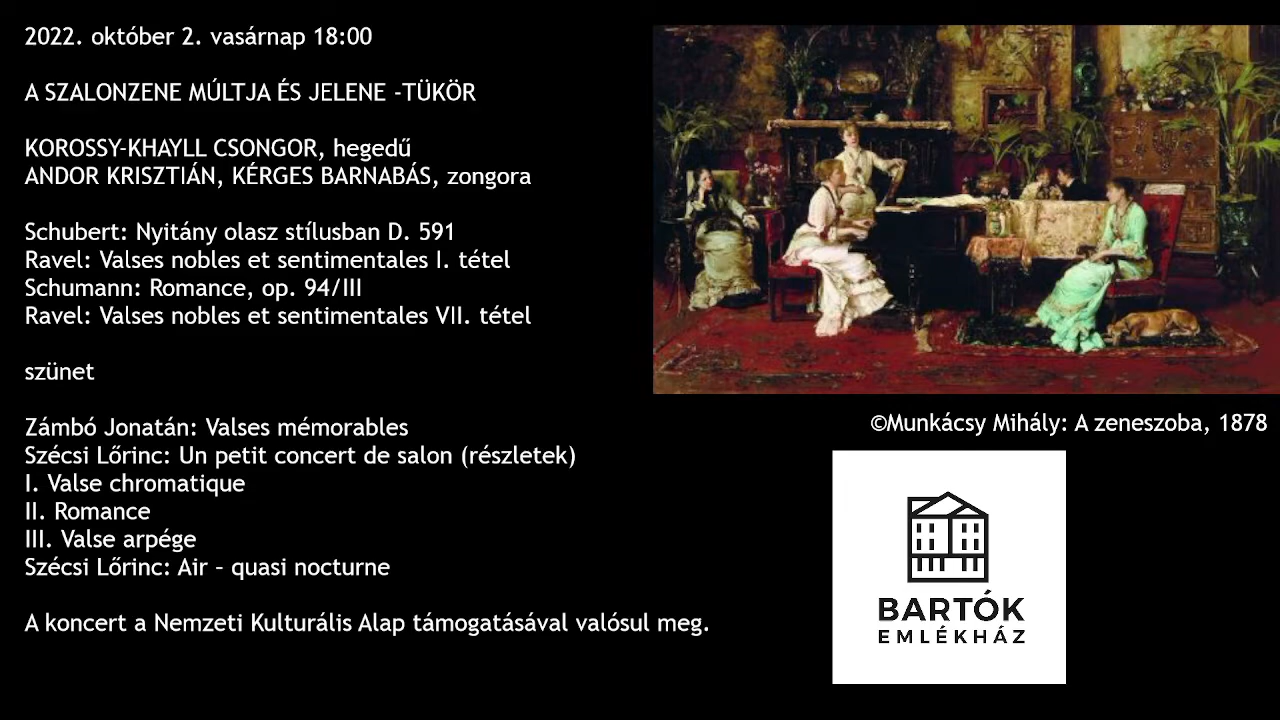 2022. október 2. vasárnap 18:00
A SZALONZENE MÚLTJA ÉS JELENE -TÜKÖR
KOROSSY-KHAYLL CSONGOR, hegedű
ANDOR KRISZTIÁN, KÉRGES BARNABÁS, zongora
Schubert: Nyitány olasz stílusban D. 591
Ravel: Valses nobles et sentimentales I. tétel
Schumann: Romance, op. 94/III
Ravel: Valses nobles et sentimentales VII. tétel
szünet
Zámbó Jonatán: Valses mémorables
Szécsi Lőrinc: Un petit concert de salon (részletek)
I. Valse chromatique
II. Romance
III. Valse arpége
Szécsi Lőrinc: Air – quasi nocturne
A koncert a Nemzeti Kulturális Alap támogatásával valósul meg.
©Munkácsy Mihály: A zeneszoba, 1878
BARTÓK
EMLÉKHÁZ